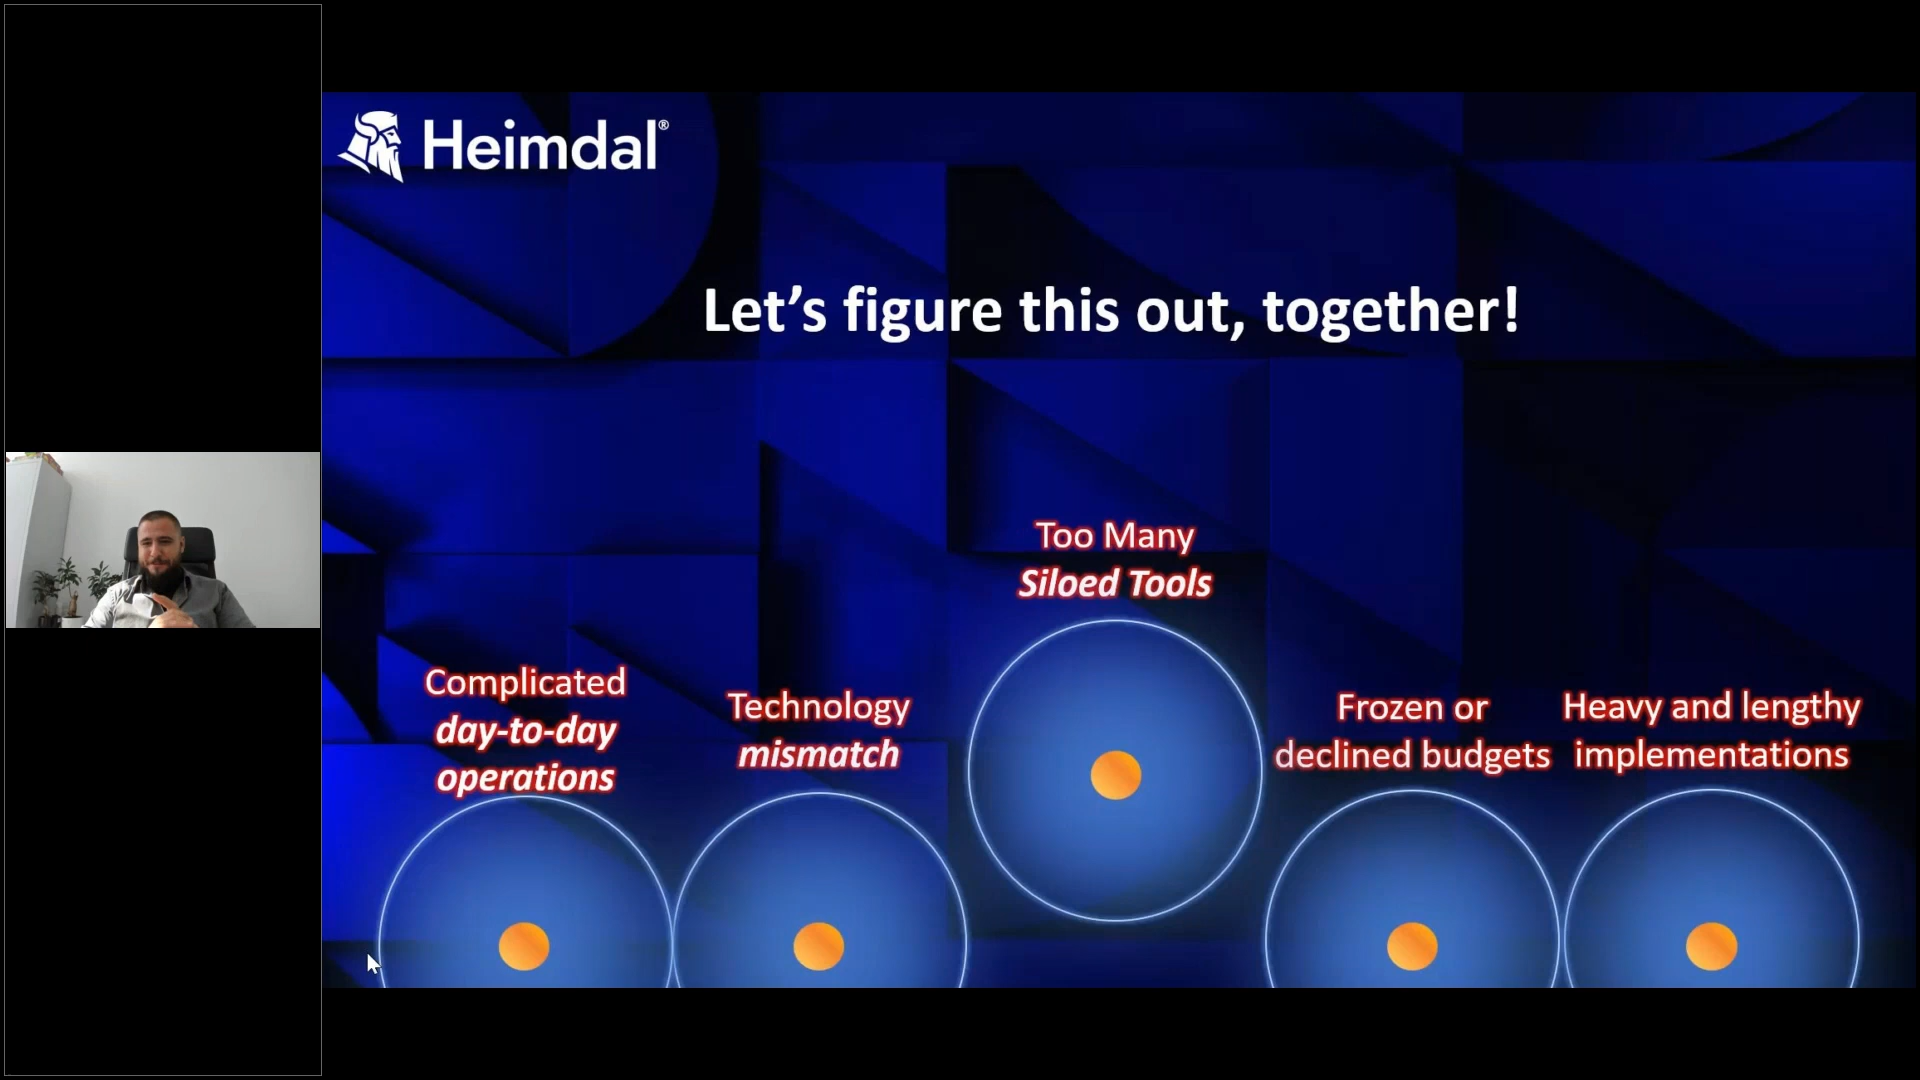 Heimdal®
Let’s figure this out, together!
Too Many
Siloed Tools
Complicated
day-to-day
operations
Technology
mismatch
Frozen or
declined budgets
Heavy and lengthy
implementations